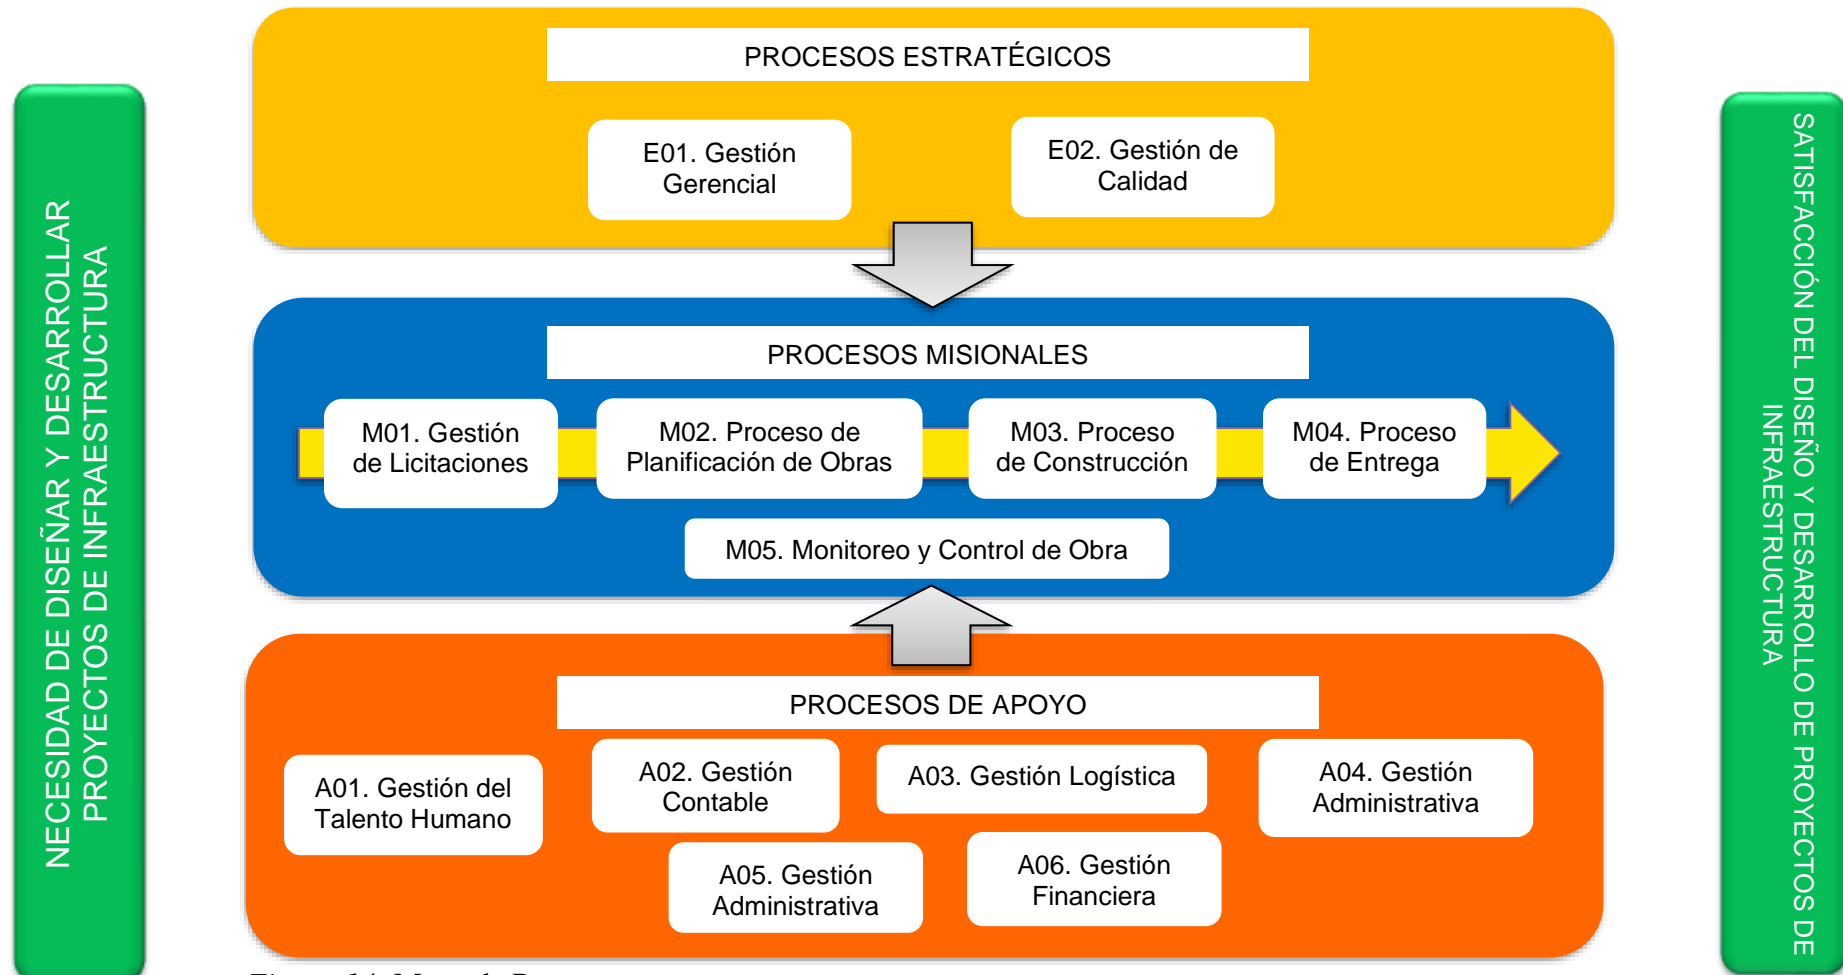 NECESIDAD DE DISEÑAR Y DESARROLLAR
PROYECTOS DE INFRAESTRUCTURA
PROCESOS ESTRATÉGICOS
E01. Gestión
Gerencial
E02. Gestión de
Calidad
PROCESOS MISIONALES
M01. Gestión
de Licitaciones
M02. Proceso de
Planificación de Obras
M03. Proceso
de Construcción
M04. Proceso
de Entrega
M05. Monitoreo y Control de Obra
PROCESOS DE APOYO
A01. Gestión del
Talento Humano
A02. Gestión
Contable
A03. Gestión Logística
A04. Gestión
Administrativa
A05. Gestión
Administrativa
A06. Gestión
Financiera
SATISFACCIÓN DEL DISEÑO Y DESARROLLO DE PROYECTOS DE
INFRAESTRUCTURA